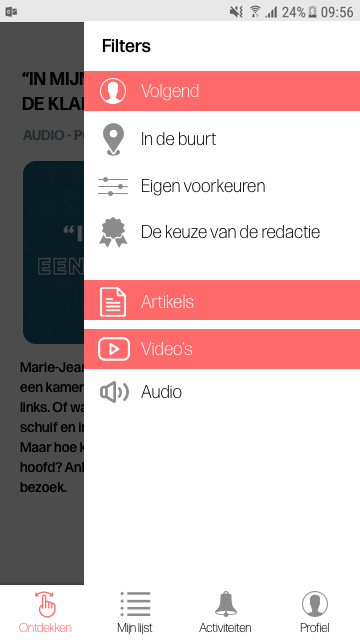 24% 09:56
Filters
Volgend
In de buurt
Eigen voorkeuren
De keuze van de redactie
Artikels
Video's
Audio
“IN MIJN
DE KLA
AUDIO - P
“I
EEN
Marie-Jean
een kamer
links. Of wa
schuif en in
Maar hoe k
hoofd? Ank
bezoek.
Ontdekken Mijn lijst Activiteiten Profiel